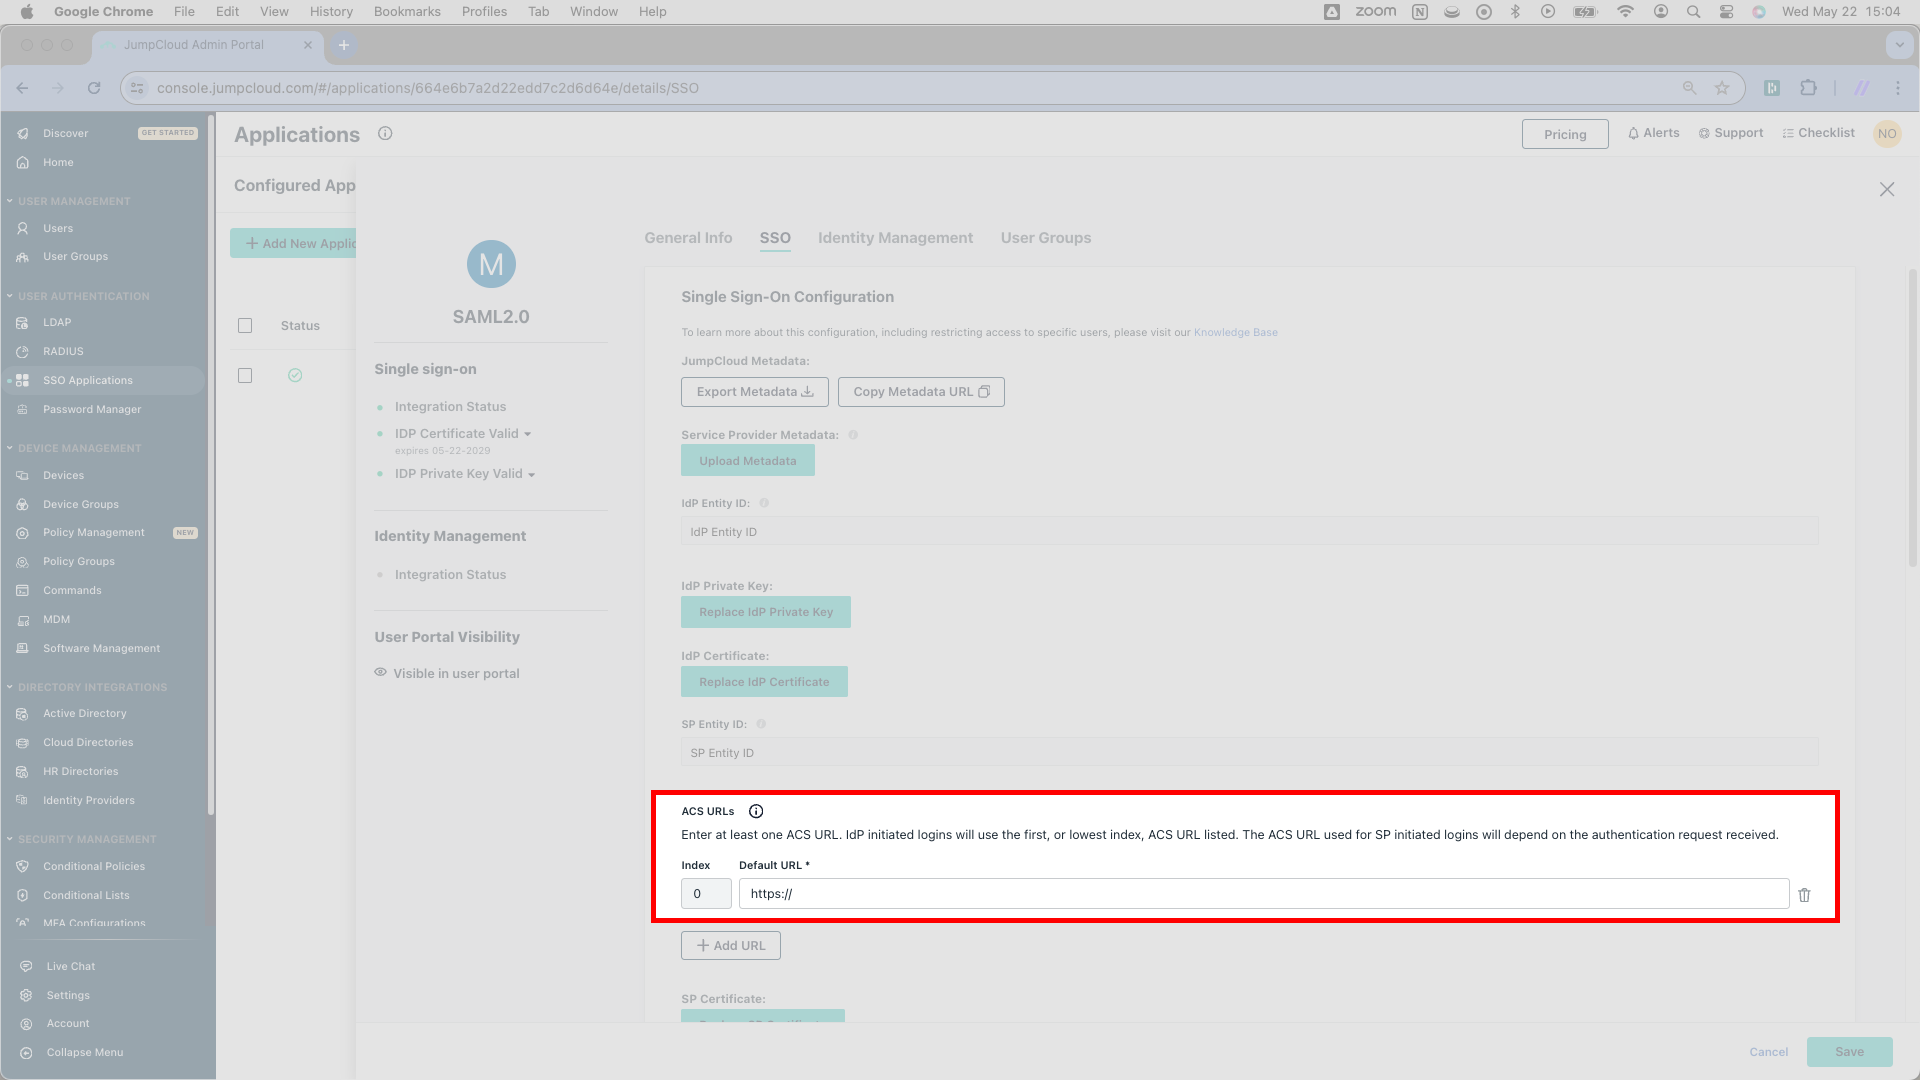 Google Chrome File Edit View History Bookmarks Profiles Tab Window Help zoom Wed May 22 15:04
JumpCloud Admin Portal
console.jumpcloud.com/#/applications/664e6b7a2d22edd7c2d6d64e/details/SSO
Discover GET STARTED
Home
USER MANAGEMENT
Users
User Groups
USER AUTHENTICATION
LDAP
RADIUS
SSO Applications
Password Manager
DEVICE MANAGEMENT
Devices
Device Groups
Policy Management NEW
Policy Groups
Commands
MDM
Software Management
DIRECTORY INTEGRATIONS
Active Directory
Cloud Directories
HR Directories
Identity Providers
SECURITY MANAGEMENT
Conditional Policies
Conditional Lists
MFA Configurations
Live Chat
Settings
Account
Collapse Menu
Applications
Pricing Alerts Support Checklist NO
Configured App
Add New Applic
Status
M
SAML2.0
Single sign-on
Integration Status
IDP Certificate Valid
expires 05-22-2029
IDP Private Key Valid
Identity Management
Integration Status
User Portal Visibility
Visible in user portal
General Info SSO Identity Management User Groups
Single Sign-On Configuration
To learn more about this configuration, including restricting access to specific users, please visit our Knowledge Base
JumpCloud Metadata:
Export Metadata Copy Metadata URL
Service Provider Metadata:
Upload Metadata
IdP Entity ID:
IdP Entity ID
IdP Private Key:
Replace IdP Private Key
IdP Certificate:
Replace IdP Certificate
SP Entity ID:
SP Entity ID
ACS URLs
Enter at least one ACS URL. IdP initiated logins will use the first, or lowest index, ACS URL listed. The ACS URL used for SP initiated logins will depend on the authentication request received.
Index Default URL *
0 https://
Add URL
SP Certificate:
Cancel Save